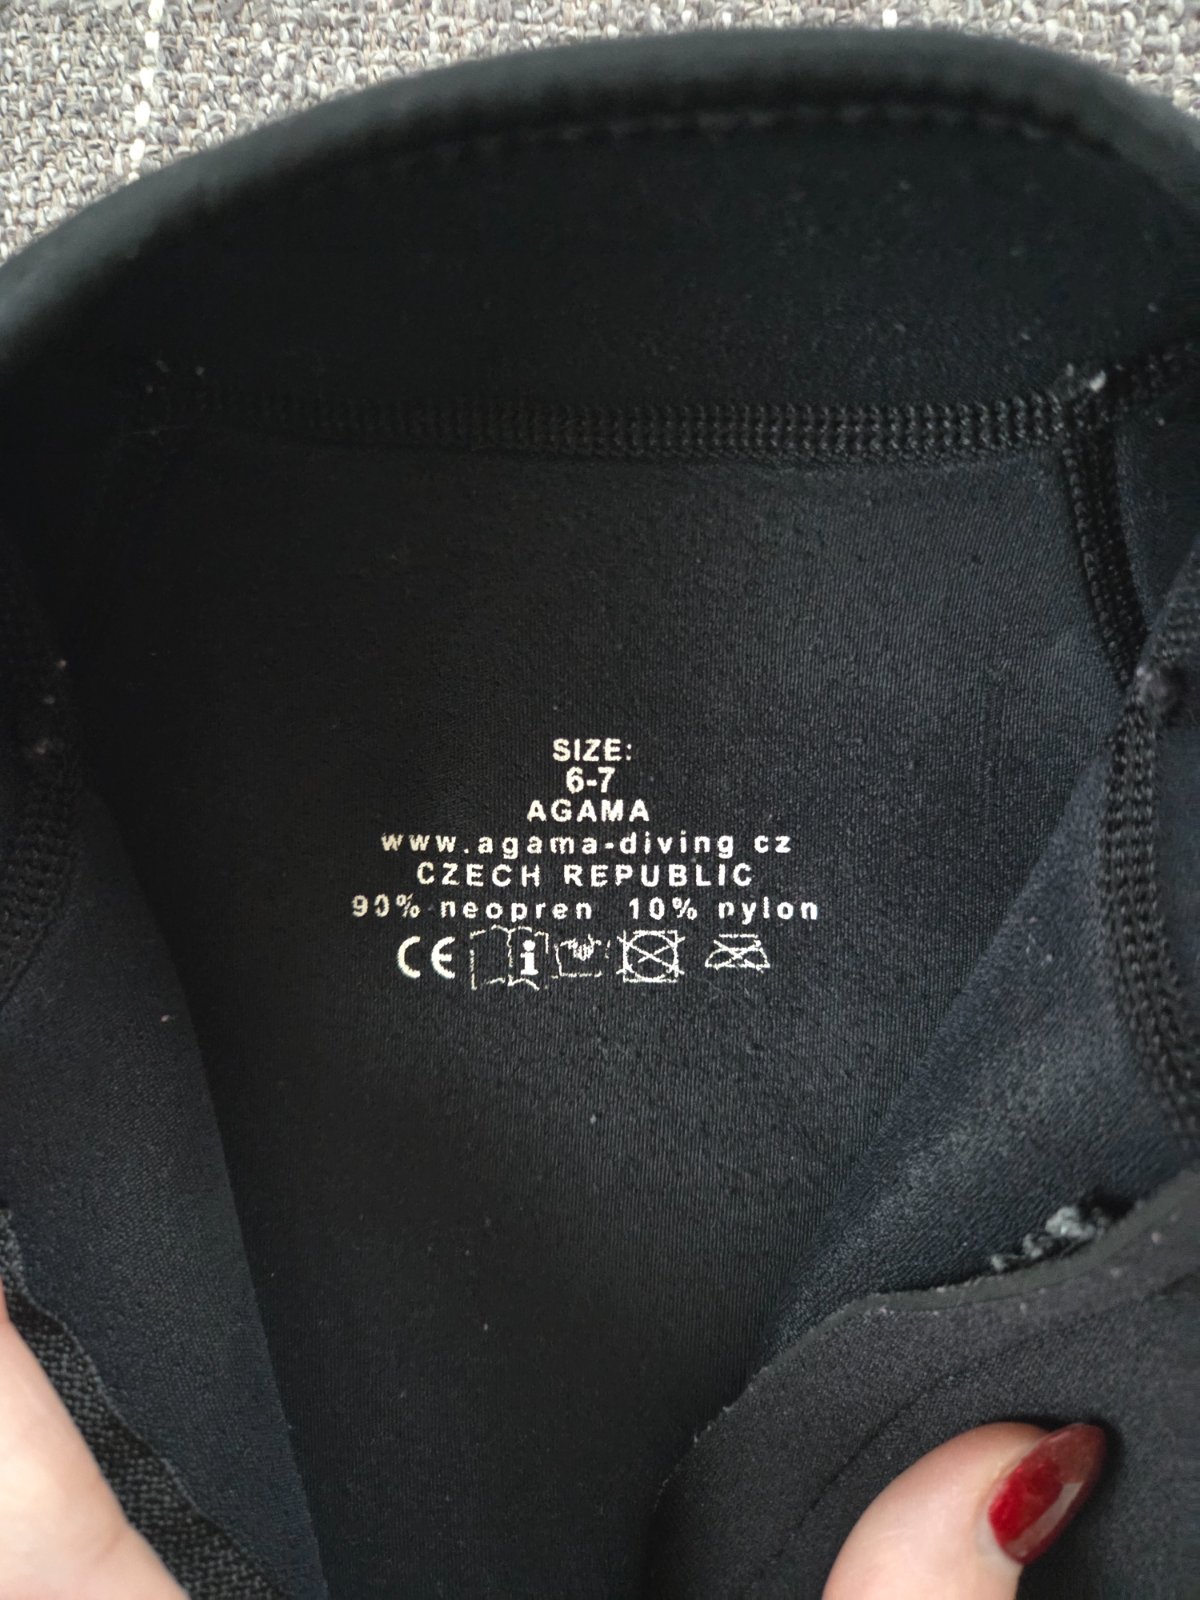 SIZE:
6-7
AGAMA
www.agama-diving cz
CZECH REPUBLIC
90% neopren 10% nylon
CE i